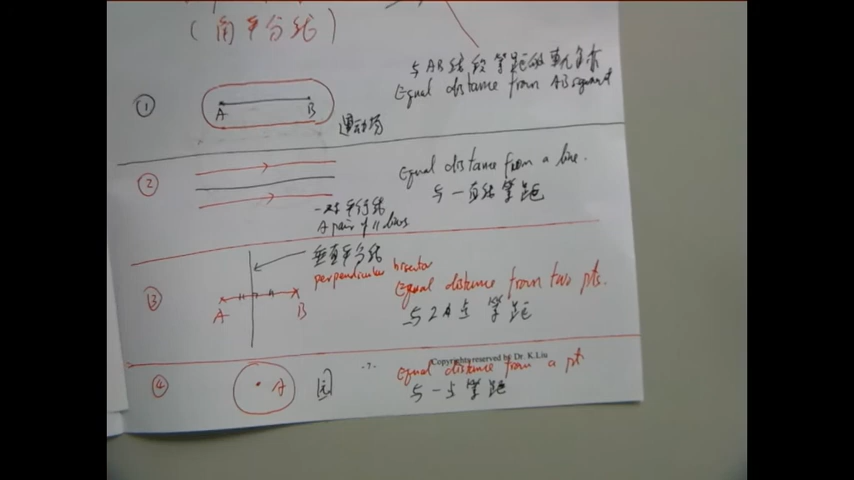 (角平分线)
与AB线段等距的轨迹
Equal distance from AB segment
①
A B
运动场
②
Equal distance from a line.
与一直线等距
一对平行线
A pair of // lines
垂直平分线
perpendicular bisector
③
A B
Equal distance from two pts.
与2点等距
- 7 -
Copyrights reserved by Dr. K.Liu
④
A
Equal distance from a pt
与一点等距